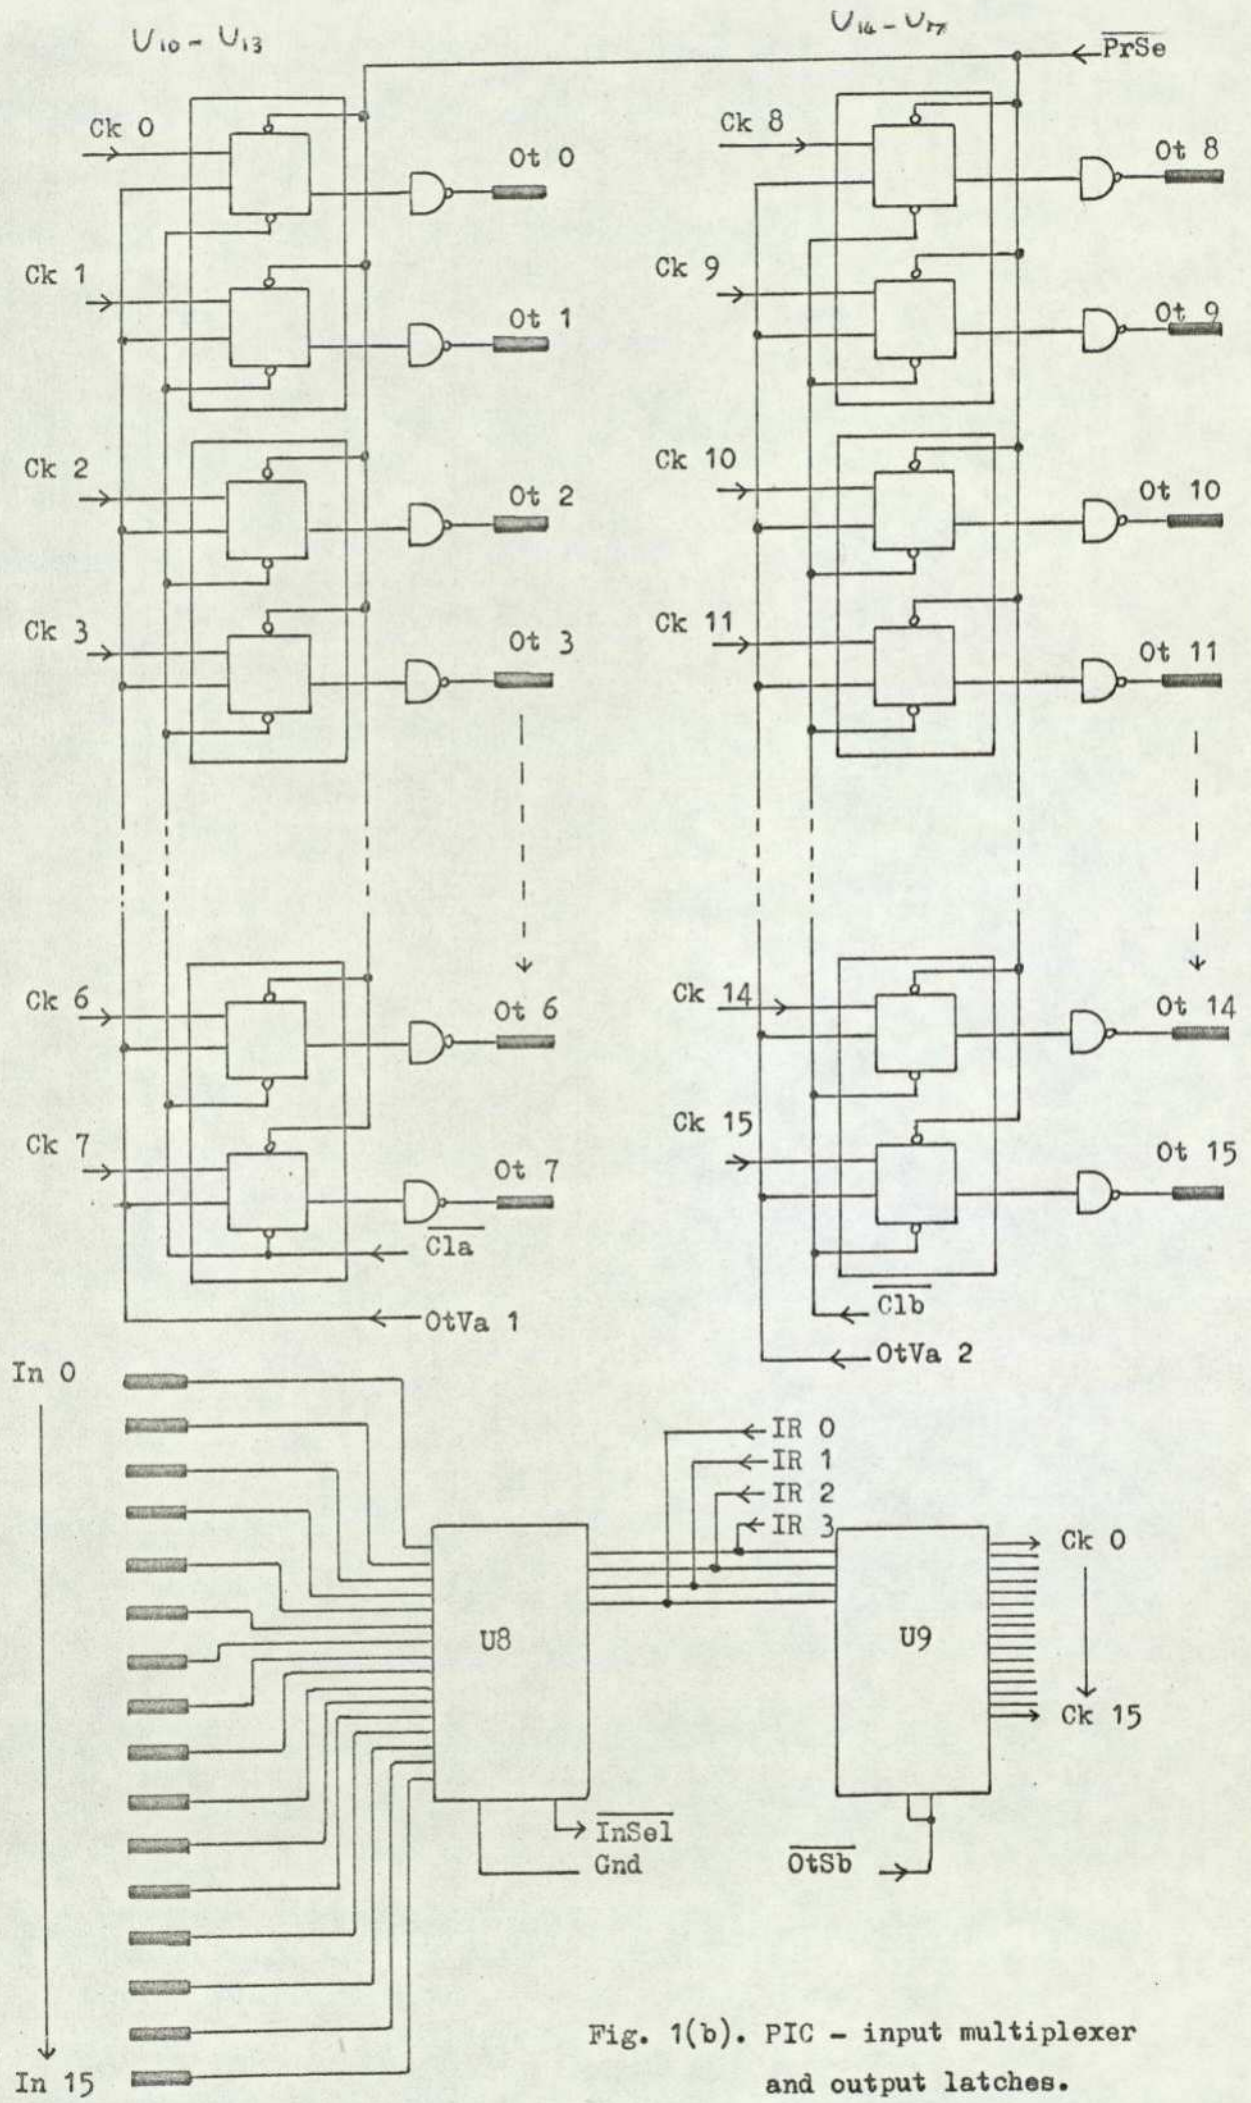 U10 - U13
U14 - U17
PrSe
Ck 0
Ot 0
Ck 8
Ot 8
Ck 1
Ot 1
Ck 9
Ot 9
Ck 2
Ot 2
Ck 10
Ot 10
Ck 3
Ot 3
Ck 11
Ot 11
Ck 6
Ot 6
Ck 14
Ot 14
Ck 7
Ot 7
Ck 15
Ot 15
Cla
Clb
OtVa 1
OtVa 2
In 0
IR 0
IR 1
IR 2
IR 3
Ck 0
U8
U9
Ck 15
InSel
Gnd
OtSb
In 15
Fig. 1(b). PIC - input multiplexer
and output latches.